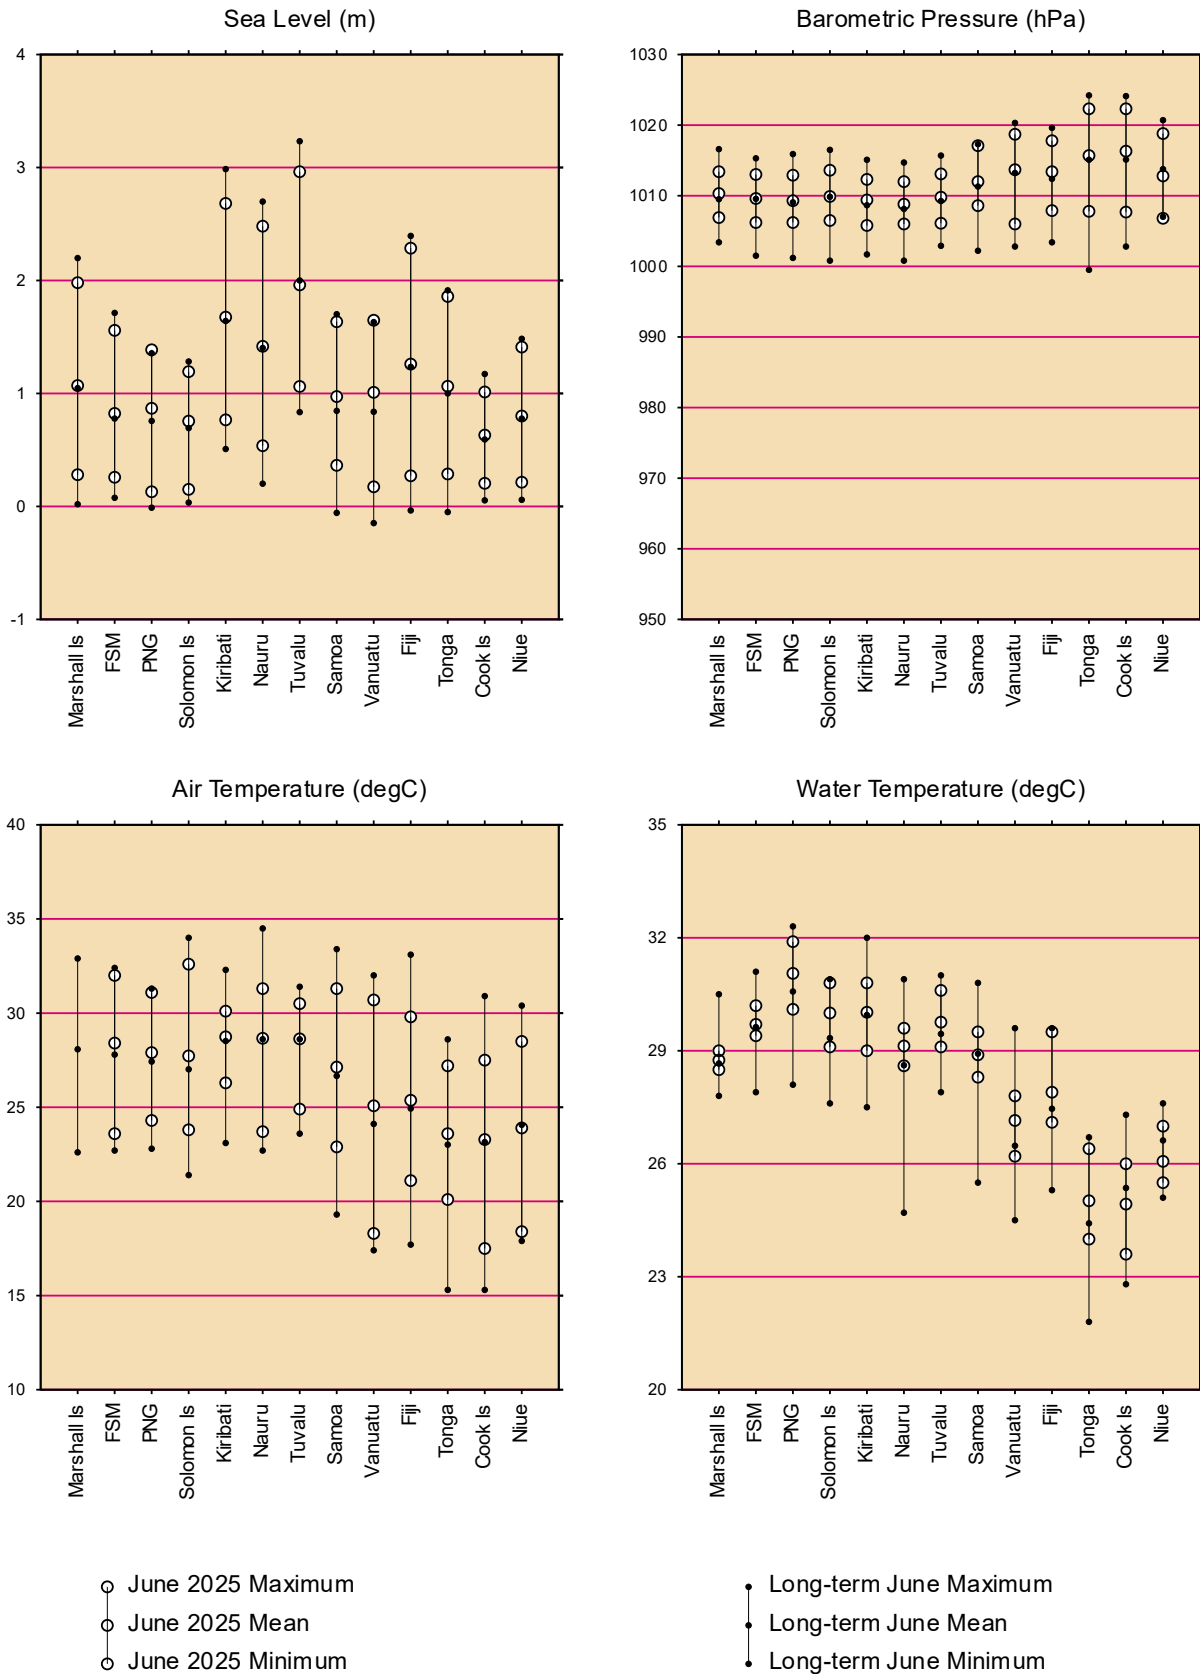 Sea Level (m)
4
3
2
1
0
-1
Marshall Is
FSM
PNG
Solomon Is
Kiribati
Nauru
Tuvalu
Samoa
Vanuatu
Fiji
Tonga
Cook Is
Niue
Barometric Pressure (hPa)
1030
1020
1010
1000
990
980
970
960
950
Marshall Is
FSM
PNG
Solomon Is
Kiribati
Nauru
Tuvalu
Samoa
Vanuatu
Fiji
Tonga
Cook Is
Niue
Air Temperature (degC)
40
35
30
25
20
15
10
Marshall Is
FSM
PNG
Solomon Is
Kiribati
Nauru
Tuvalu
Samoa
Vanuatu
Fiji
Tonga
Cook Is
Niue
Water Temperature (degC)
35
32
29
26
23
20
Marshall Is
FSM
PNG
Solomon Is
Kiribati
Nauru
Tuvalu
Samoa
Vanuatu
Fiji
Tonga
Cook Is
Niue
June 2025 Maximum
June 2025 Mean
June 2025 Minimum
Long-term June Maximum
Long-term June Mean
Long-term June Minimum